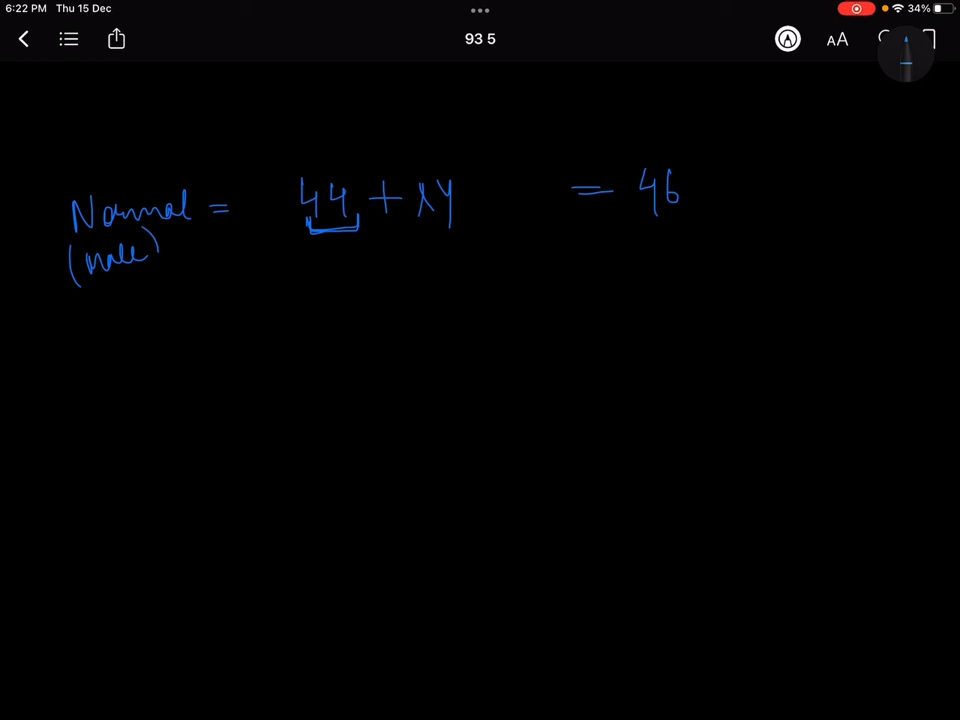 6:22 PM Thu 15 Dec 34%
AA 93 5
Normal = 44 + XY = 46
(Male)